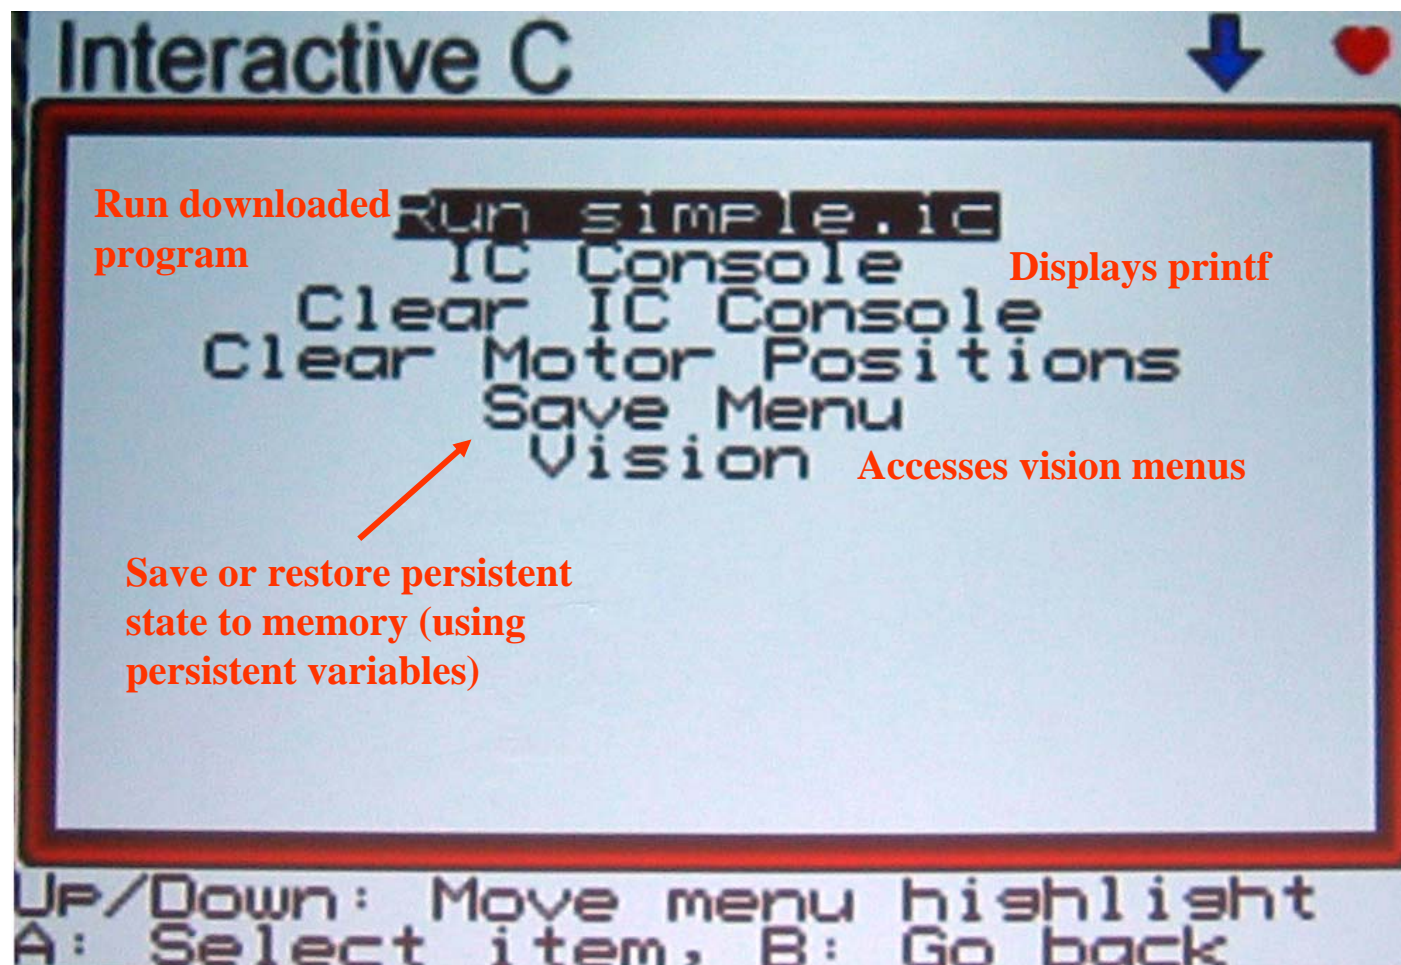 Interactive C
Run downloaded
program
Run simple.ic
IC Console
Displays printf
Clear IC Console
Clear Motor Positions
Save Menu
Vision
Accesses vision menus
Save or restore persistent
state to memory (using
persistent variables)
Up/Down: Move menu highlight
A: Select item, B: Go back